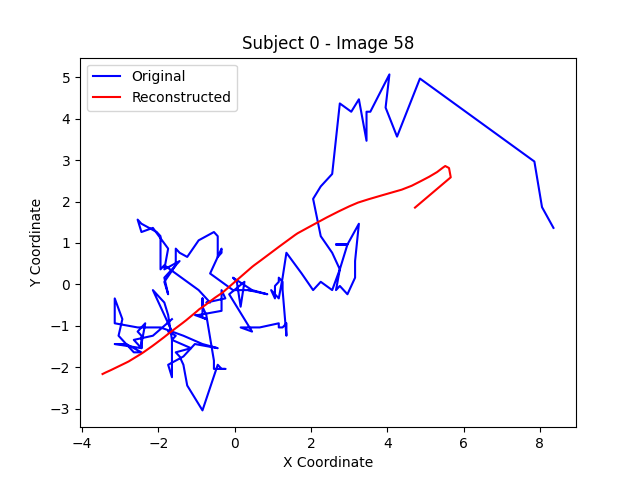 Subject 0 - Image 58
Original
Reconstructed
Y Coordinate
5
4
3
2
1
0
−1
−2
−3
−4 −2 0 2 4 6 8
X Coordinate